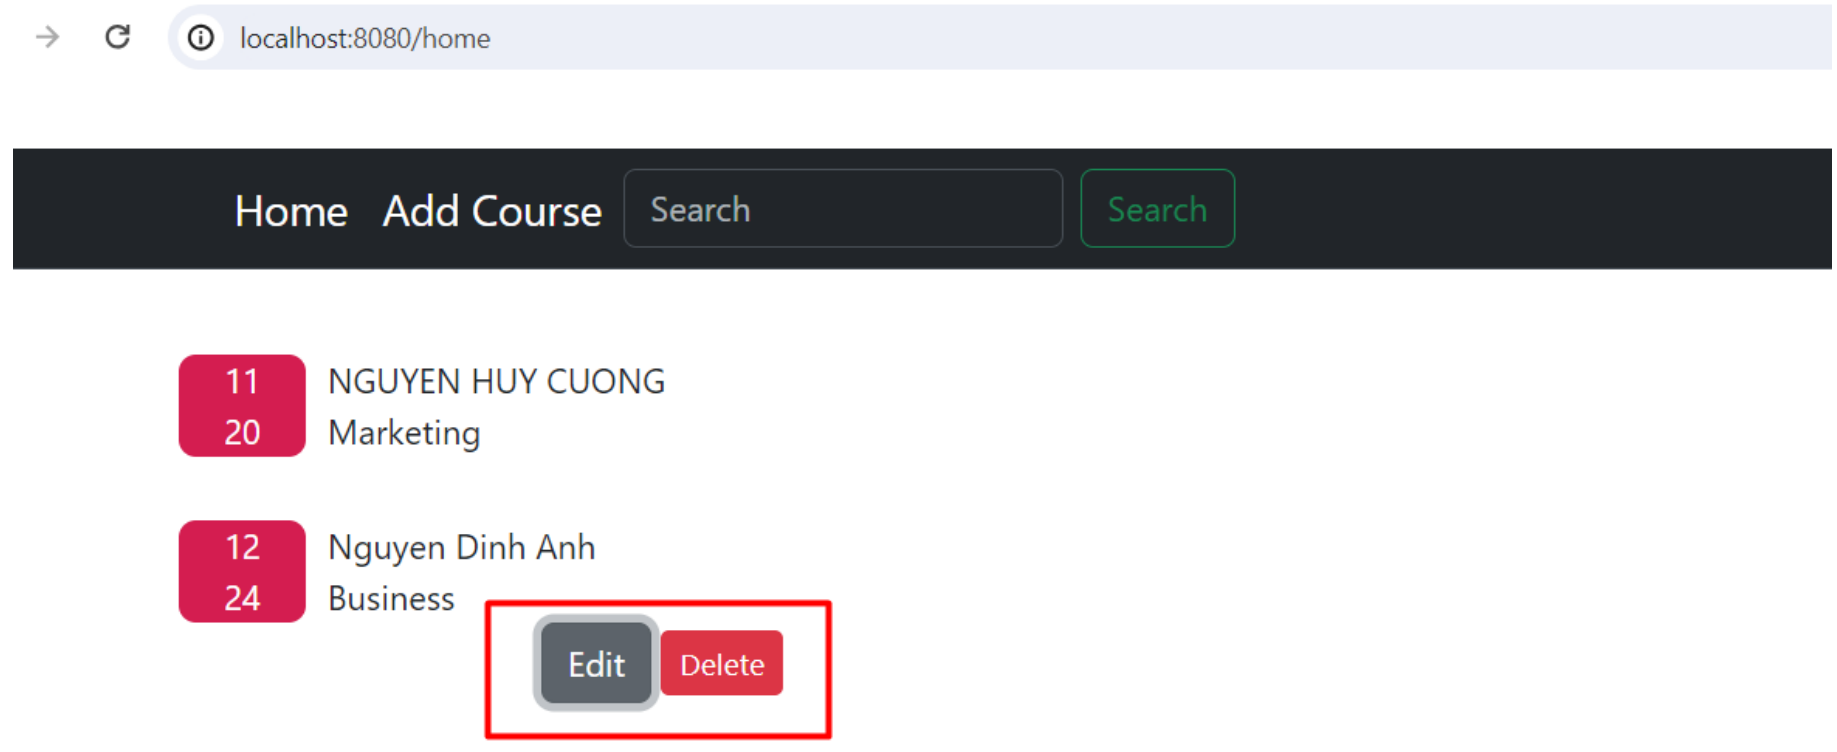 localhost:8080/home
Home Add Course Search Search
11 NGUYEN HUY CUONG
20 Marketing
12 Nguyen Dinh Anh
24 Business
Edit Delete